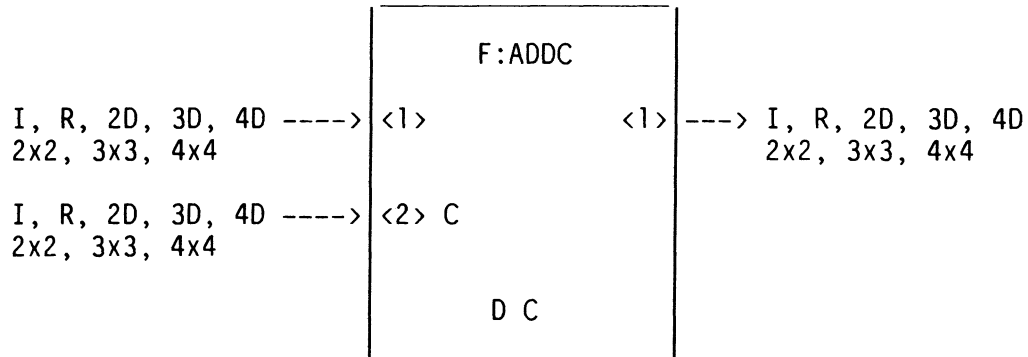 F:ADDC
I, R, 2D, 3D, 4D ----> <1> <1> ---> I, R, 2D, 3D, 4D
2x2, 3x3, 4x4 2x2, 3x3, 4x4
I, R, 2D, 3D, 4D ----> <2> C
2x2, 3x3, 4x4
D C